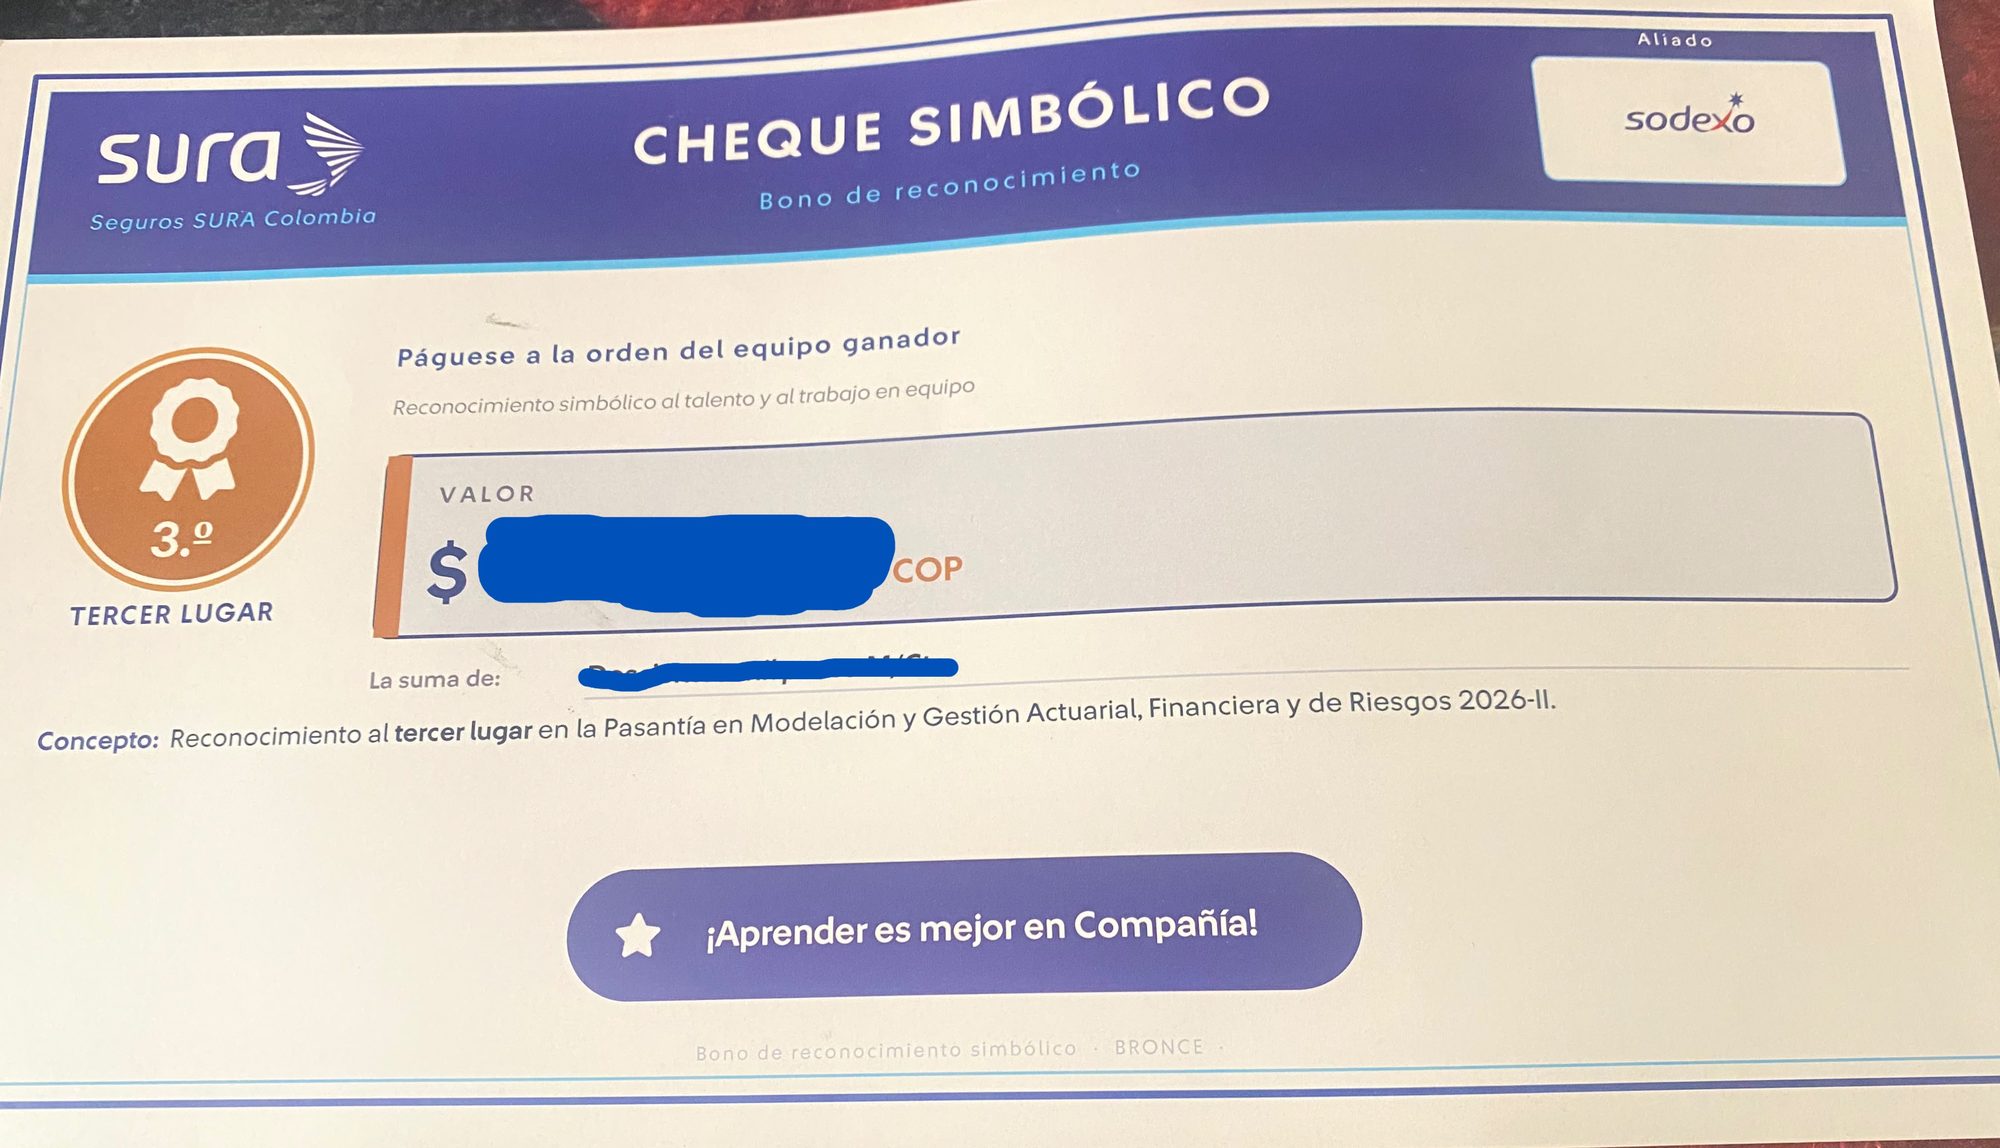 Aliado
sura
Seguros SURA Colombia
CHEQUE SIMBÓLICO
Bono de reconocimiento
sodexo
Páguese a la orden del equipo ganador
Reconocimiento simbólico al talento y al trabajo en equipo
3.º
TERCER LUGAR
VALOR
$ COP
La suma de:
Concepto: Reconocimiento al tercer lugar en la Pasantía en Modelación y Gestión Actuarial, Financiera y de Riesgos 2026-II.
¡Aprender es mejor en Compañía!
Bono de reconocimiento simbólico · BRONCE ·